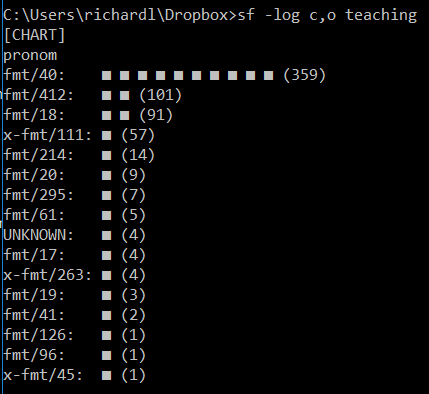 C:\Users\richardl\Dropbox>sf -log c,o teaching
[CHART]
pronom
fmt/40: ■ ■ ■ ■ ■ ■ ■ ■ ■ ■ (359)
fmt/412: ■ ■ (101)
fmt/18: ■ ■ (91)
x-fmt/111: ■ (57)
fmt/214: ■ (14)
fmt/20: ■ (9)
fmt/295: ■ (7)
fmt/61: ■ (5)
UNKNOWN: ■ (4)
fmt/17: ■ (4)
x-fmt/263: ■ (4)
fmt/19: ■ (3)
fmt/41: ■ (2)
fmt/126: ■ (1)
fmt/96: ■ (1)
x-fmt/45: ■ (1)